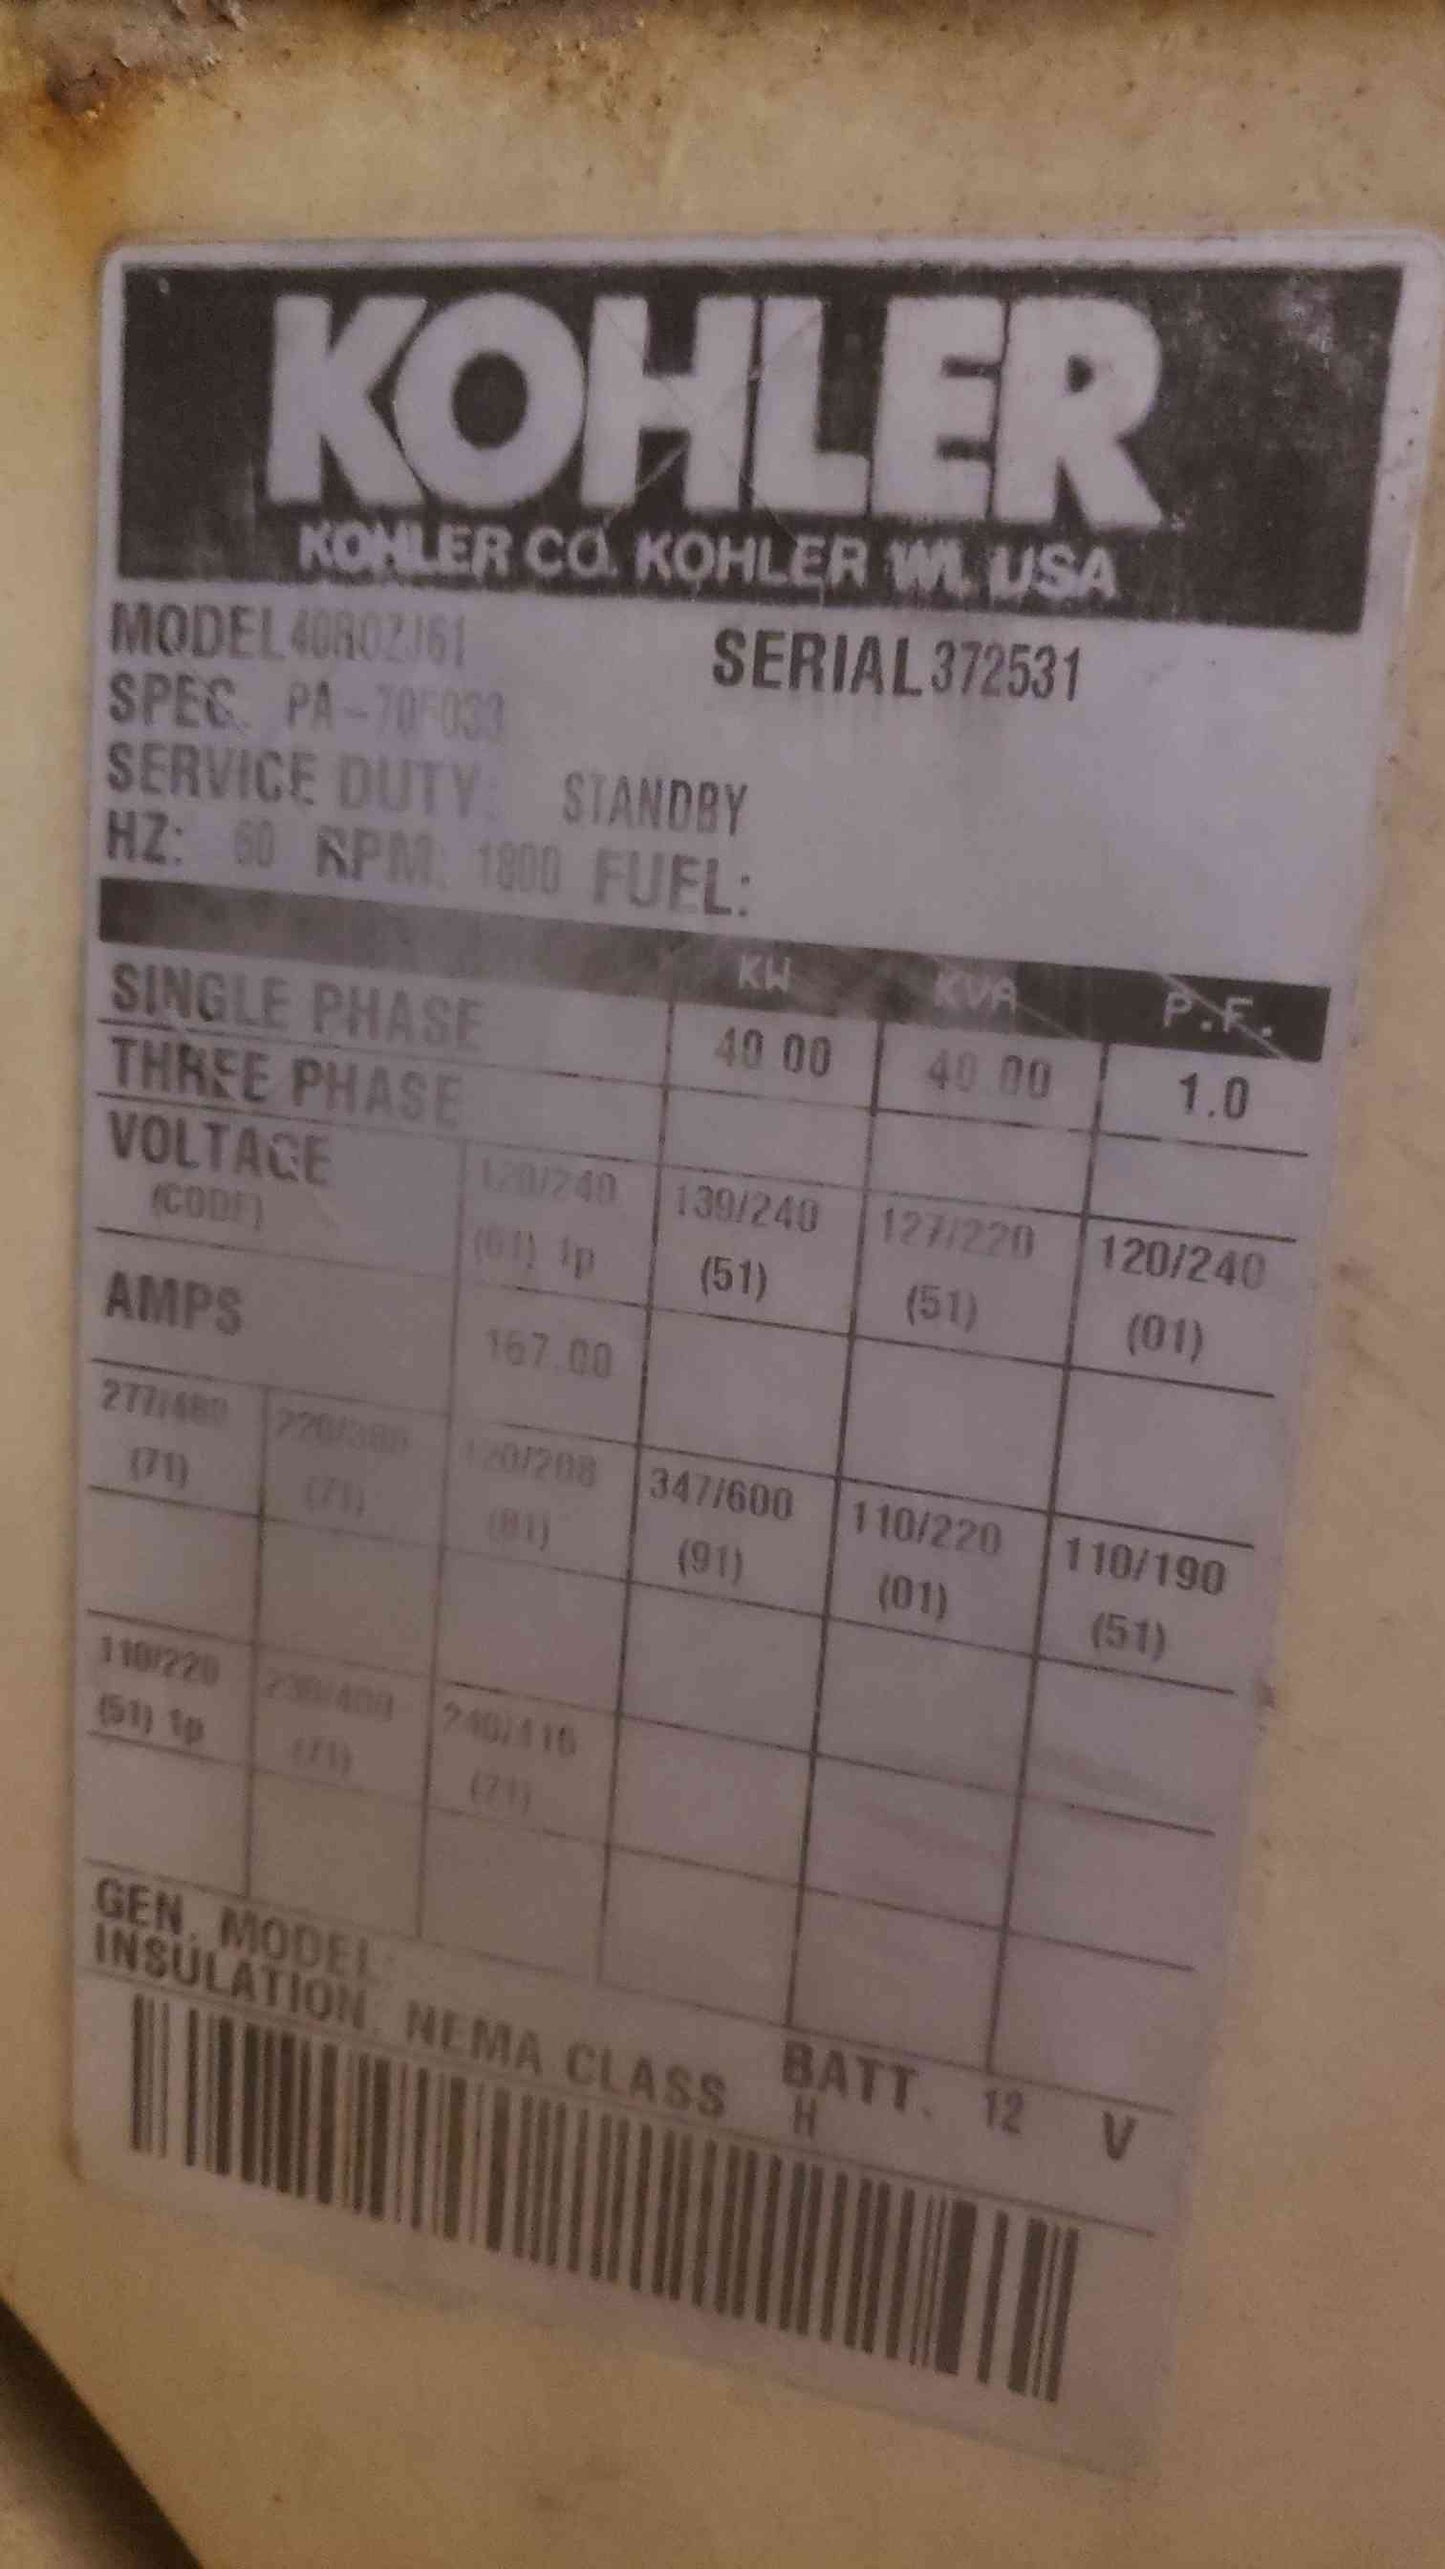 KOHLER
KOHLER CO. KOHLER WI. USA
MODEL 40ROZJ61 SERIAL 372531
SPEC.
SERVICE DUTY: STANDBY
HZ: 60 RPM: 1800 FUEL:
KW KVA P.F.
SINGLE PHASE 40 00 40 00 1.0
THREE PHASE
VOLTAGE 120/240 139/240 127/220 120/240
(CODE) (61) 1p (51) (51) (01)
AMPS 167.00
277/480 220/380 120/208 347/600 110/220 110/190
(71) (71) (81) (91) (01) (51)
110/220 230/400 240/416
(51) 1p (71) (71)
GEN. MODEL: BATT. 12 V
INSULATION: NEMA CLASS H